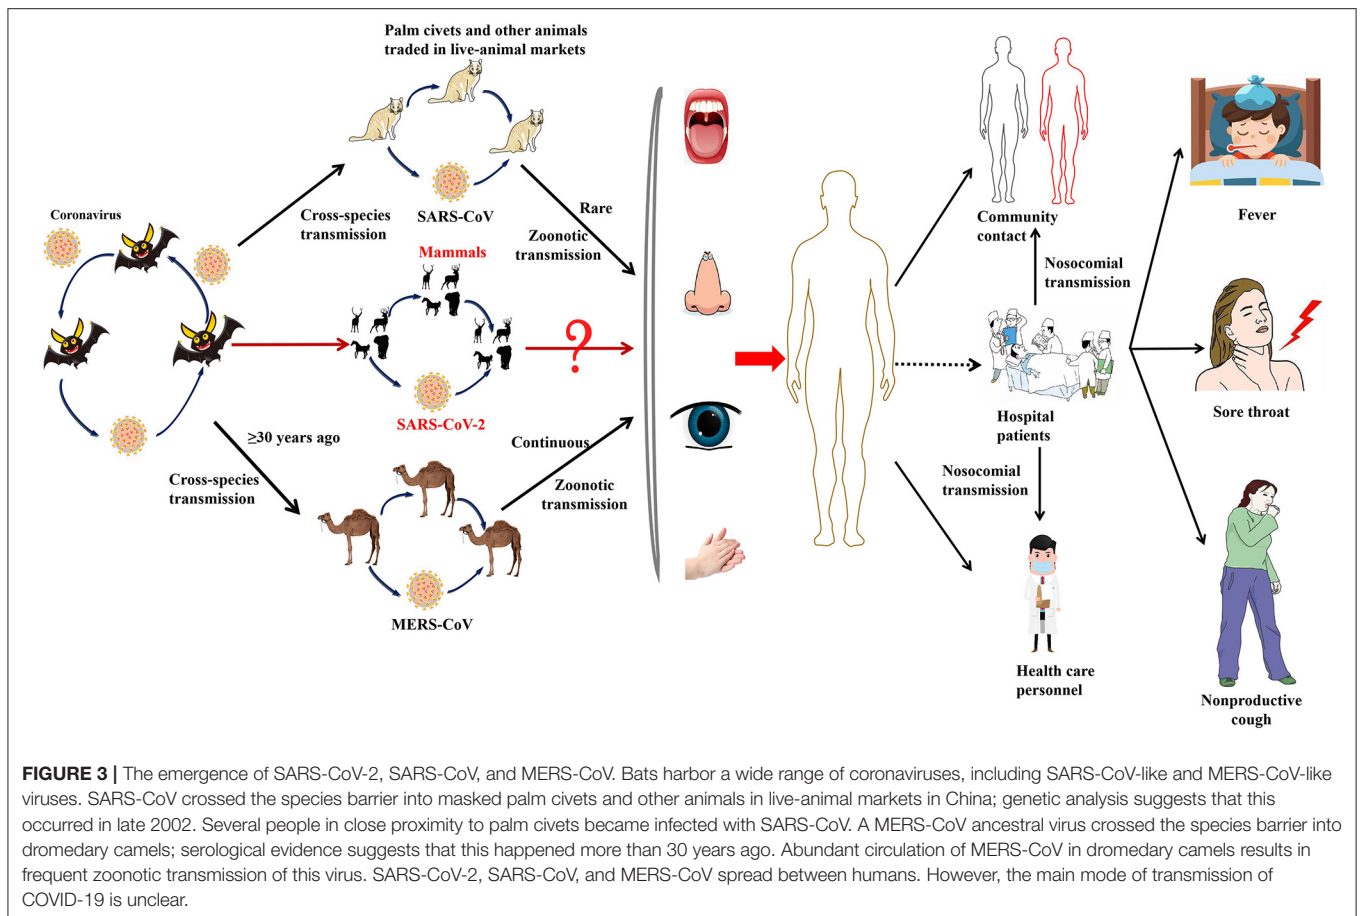 Palm civets and other animals
traded in live-animal markets
Coronavirus
Cross-species
transmission
SARS-CoV
Rare
Zoonotic
transmission
Mammals
?
SARS-CoV-2
≥30 years ago
Cross-species
transmission
Continuous
Zoonotic
transmission
MERS-CoV
Community
contact
Nosocomial
transmission
Hospital
patients
Nosocomial
transmission
Health care
personnel
Fever
Sore throat
Nonproductive
cough
FIGURE 3 | The emergence of SARS-CoV-2, SARS-CoV, and MERS-CoV. Bats harbor a wide range of coronaviruses, including SARS-CoV-like and MERS-CoV-like
viruses. SARS-CoV crossed the species barrier into masked palm civets and other animals in live-animal markets in China; genetic analysis suggests that this
occurred in late 2002. Several people in close proximity to palm civets became infected with SARS-CoV. A MERS-CoV ancestral virus crossed the species barrier into
dromedary camels; serological evidence suggests that this happened more than 30 years ago. Abundant circulation of MERS-CoV in dromedary camels results in
frequent zoonotic transmission of this virus. SARS-CoV-2, SARS-CoV, and MERS-CoV spread between humans. However, the main mode of transmission of
COVID-19 is unclear.